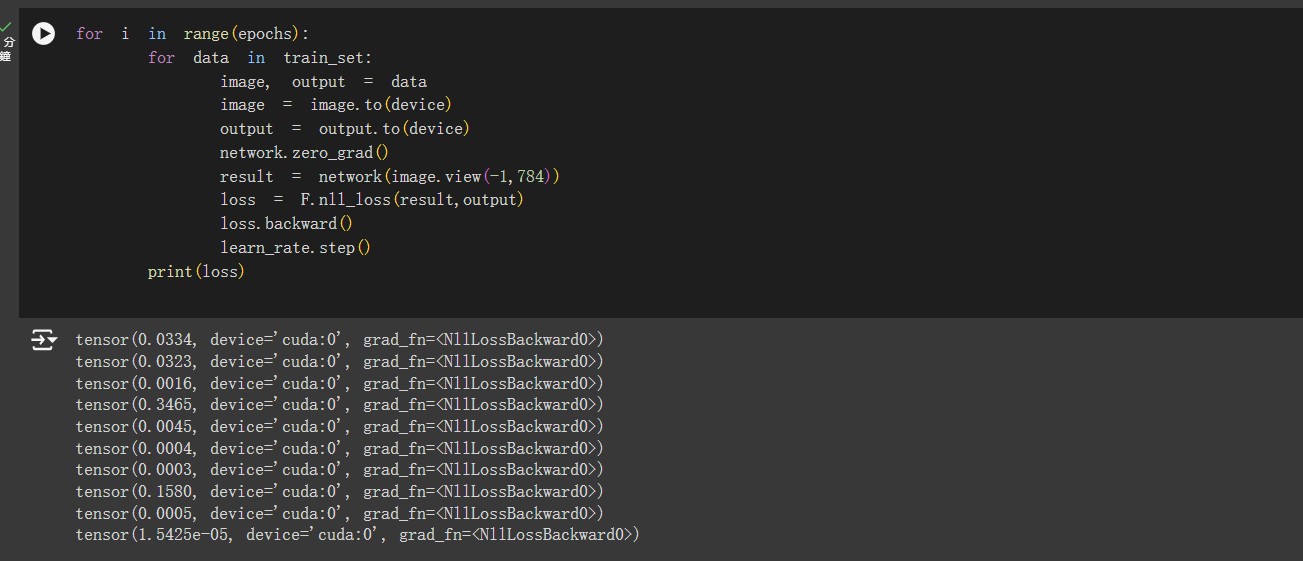 分
鐘
for i in range(epochs):
for data in train_set:
image, output = data
image = image.to(device)
output = output.to(device)
network.zero_grad()
result = network(image.view(-1,784))
loss = F.nll_loss(result,output)
loss.backward()
learn_rate.step()
print(loss)
tensor(0.0334, device='cuda:0', grad_fn=<NllLossBackward0>)
tensor(0.0323, device='cuda:0', grad_fn=<NllLossBackward0>)
tensor(0.0016, device='cuda:0', grad_fn=<NllLossBackward0>)
tensor(0.3465, device='cuda:0', grad_fn=<NllLossBackward0>)
tensor(0.0045, device='cuda:0', grad_fn=<NllLossBackward0>)
tensor(0.0004, device='cuda:0', grad_fn=<NllLossBackward0>)
tensor(0.0003, device='cuda:0', grad_fn=<NllLossBackward0>)
tensor(0.1580, device='cuda:0', grad_fn=<NllLossBackward0>)
tensor(0.0005, device='cuda:0', grad_fn=<NllLossBackward0>)
tensor(1.5425e-05, device='cuda:0', grad_fn=<NllLossBackward0>)